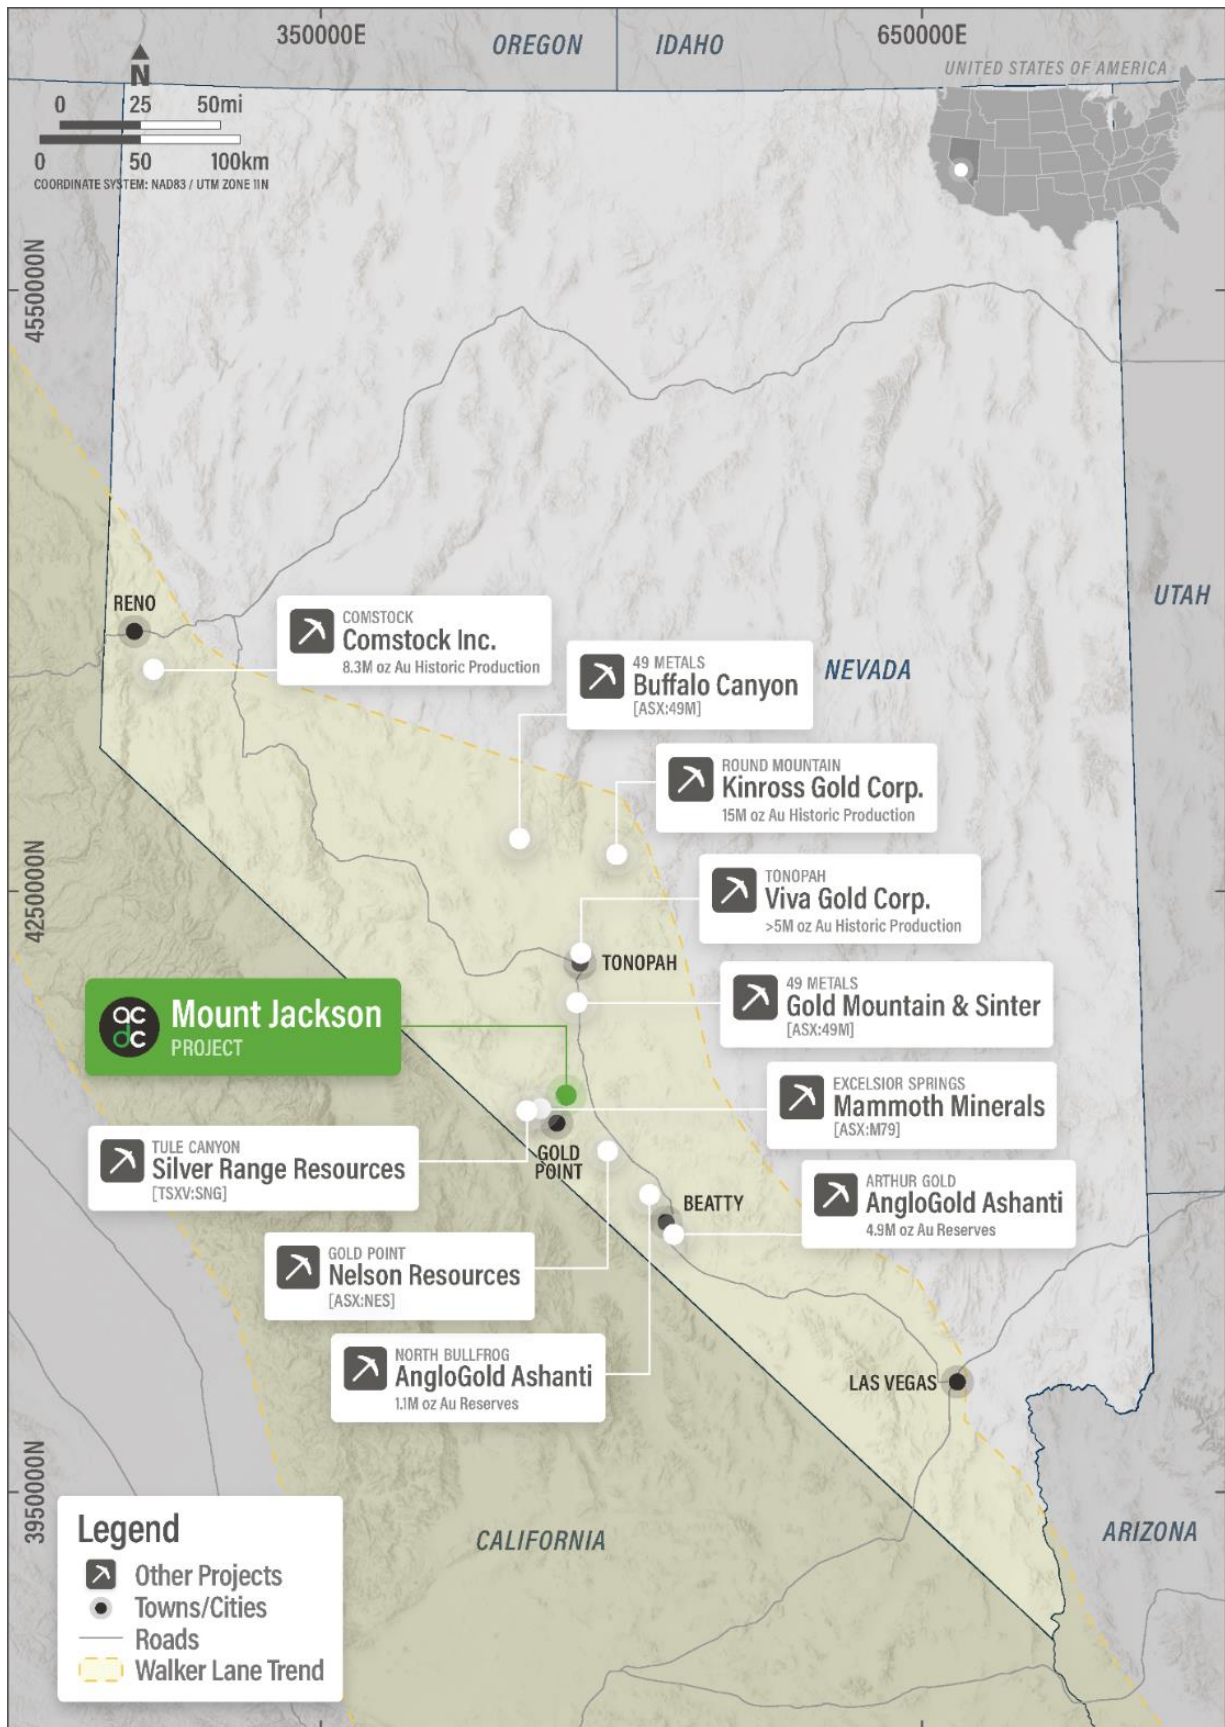 350000E
650000E
OREGON
IDAHO
UNITED STATES OF AMERICA
N
0 25 50mi
0 50 100km
COORDINATE SYSTEM: NAD83 / UTM ZONE 11N
4550000N
4250000N
3950000N
UTAH
NEVADA
RENO
COMSTOCK
Comstock Inc.
8.3M oz Au Historic Production
49 METALS
Buffalo Canyon
[ASX:49M]
ROUND MOUNTAIN
Kinross Gold Corp.
15M oz Au Historic Production
TONOPAH
Viva Gold Corp.
>5M oz Au Historic Production
TONOPAH
49 METALS
Gold Mountain & Sinter
[ASX:49M]
ac
dc
Mount Jackson
PROJECT
EXCELSIOR SPRINGS
Mammoth Minerals
[ASX:M79]
TULE CANYON
Silver Range Resources
[TSXV:SNG]
GOLD
POINT
ARTHUR GOLD
AngloGold Ashanti
4.9M oz Au Reserves
BEATTY
GOLD POINT
Nelson Resources
[ASX:NES]
NORTH BULLFROG
AngloGold Ashanti
1.1M oz Au Reserves
LAS VEGAS
CALIFORNIA
ARIZONA
Legend
Other Projects
Towns/Cities
Roads
Walker Lane Trend